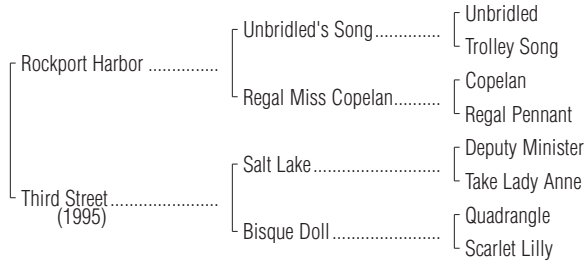 Unbridled
Unbridled's Song...............
Trolley Song
Rockport Harbor ................
Copelan
Regal Miss Copelan...........
Regal Pennant
Deputy Minister
Salt Lake.............................
Take Lady Anne
Third Street.........................
(1995)
Quadrangle
Bisque Doll .........................
Scarlet Lilly